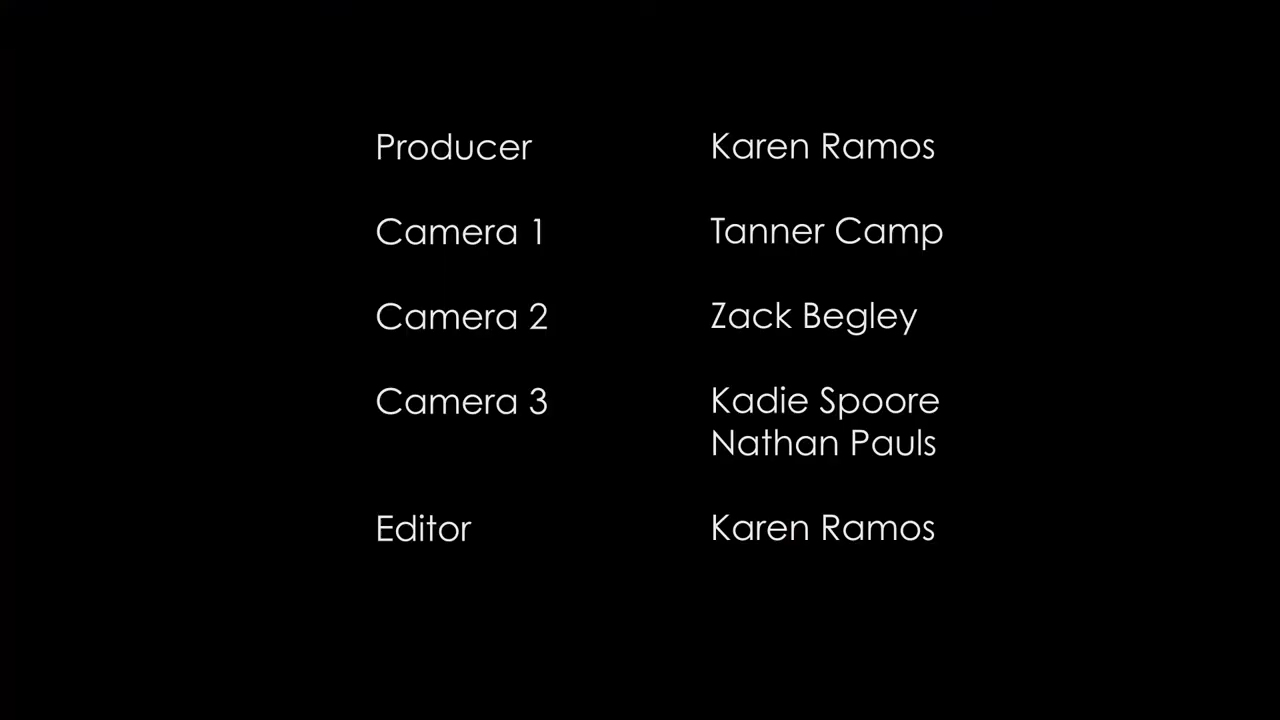 Producer Karen Ramos
Camera 1 Tanner Camp
Camera 2 Zack Begley
Camera 3 Kadie Spoore
Nathan Pauls
Editor Karen Ramos